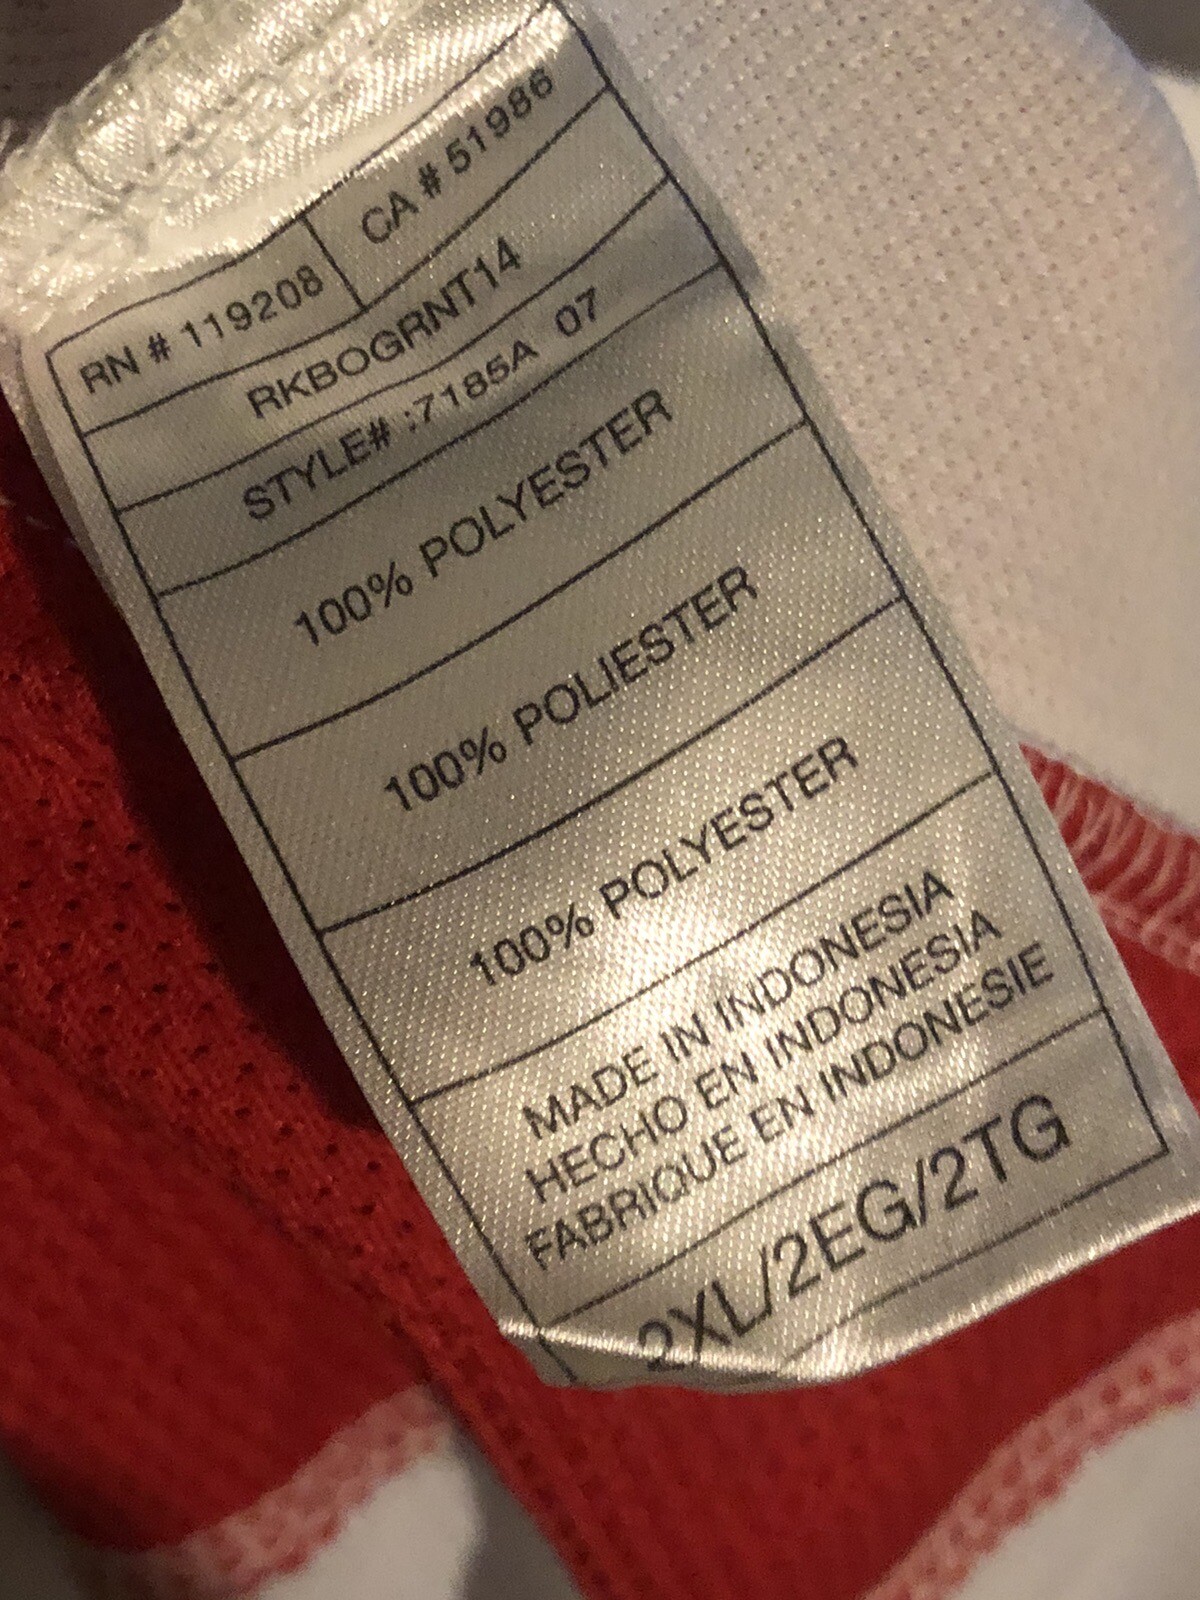 RN # 119208 CA # 51986
RKBOGRNT14
STYLE# :7185A 07
100% POLYESTER
100% POLIESTER
100% POLYESTER
MADE IN INDONESIA
HECHO EN INDONESIA
FABRIQUE EN INDONESIE
2XL/2EG/2TG